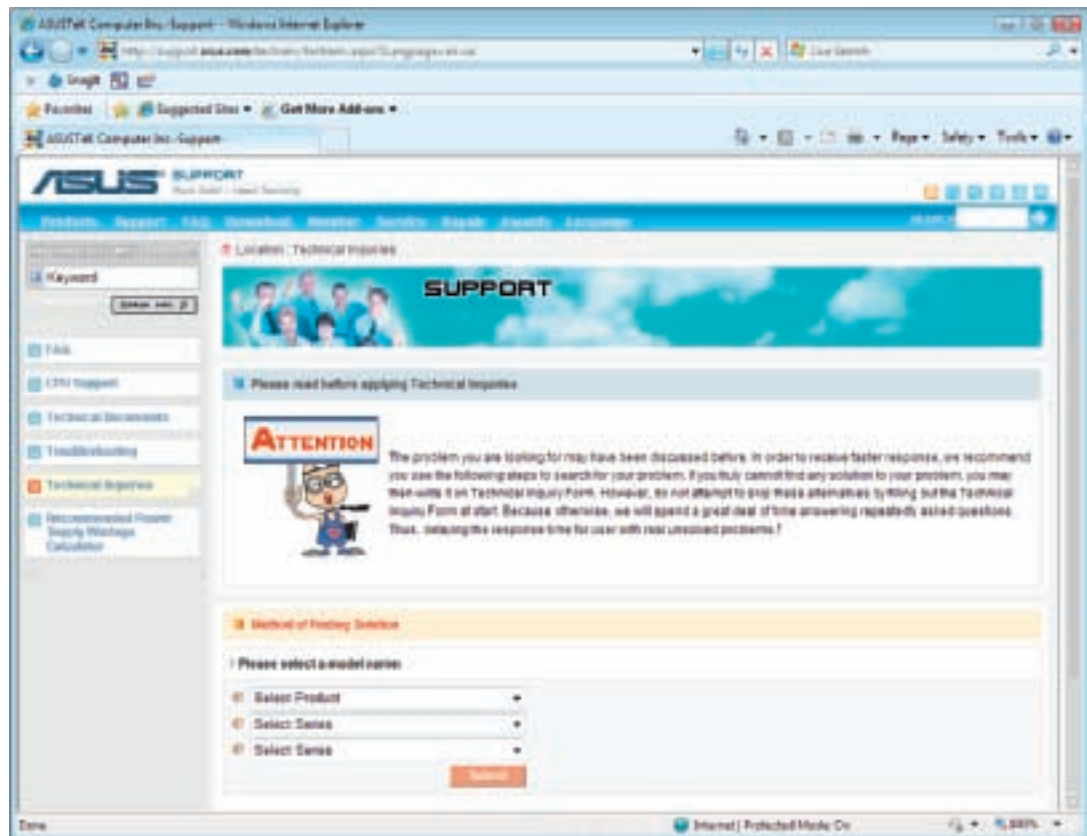 ASUSTeK Computer Inc.-Support- - Windows Internet Explorer
Live Search
SnagIt
Favorites Suggested Sites Get More Add-ons
ASUSTeK Computer Inc.-Support-
Page Safety Tools
ASUS SUPPORT
Products Support FAQ Download Member Service Repair
Location : Technical Inquiries
Keyword
SUPPORT
FAQ
CPU Support
Technical Documents
Troubleshooting
Technical Inquiries
Recommended Power
Supply Wattage
Calculator
Please read before applying Technical Inquiries
ATTENTION
The problem you are looking for may have been discussed before. In order to receive faster response, we recommend
you use the following steps to search for your problem. If you truly cannot find any solution to your problem, you may
then write it on Technical Inquiry Form. However, do not attempt to skip these alternatives by filling out the Technical
Inquiry Form at start. Because otherwise, we will spend a great deal of time answering repeatedly asked questions.
Thus, delaying the response time for user with real unsolved problems.!
Method of Finding Solution
Please select a model name:
Select Product
Select Series
Select Series
Submit
Done
Internet | Protected Mode: On
100%